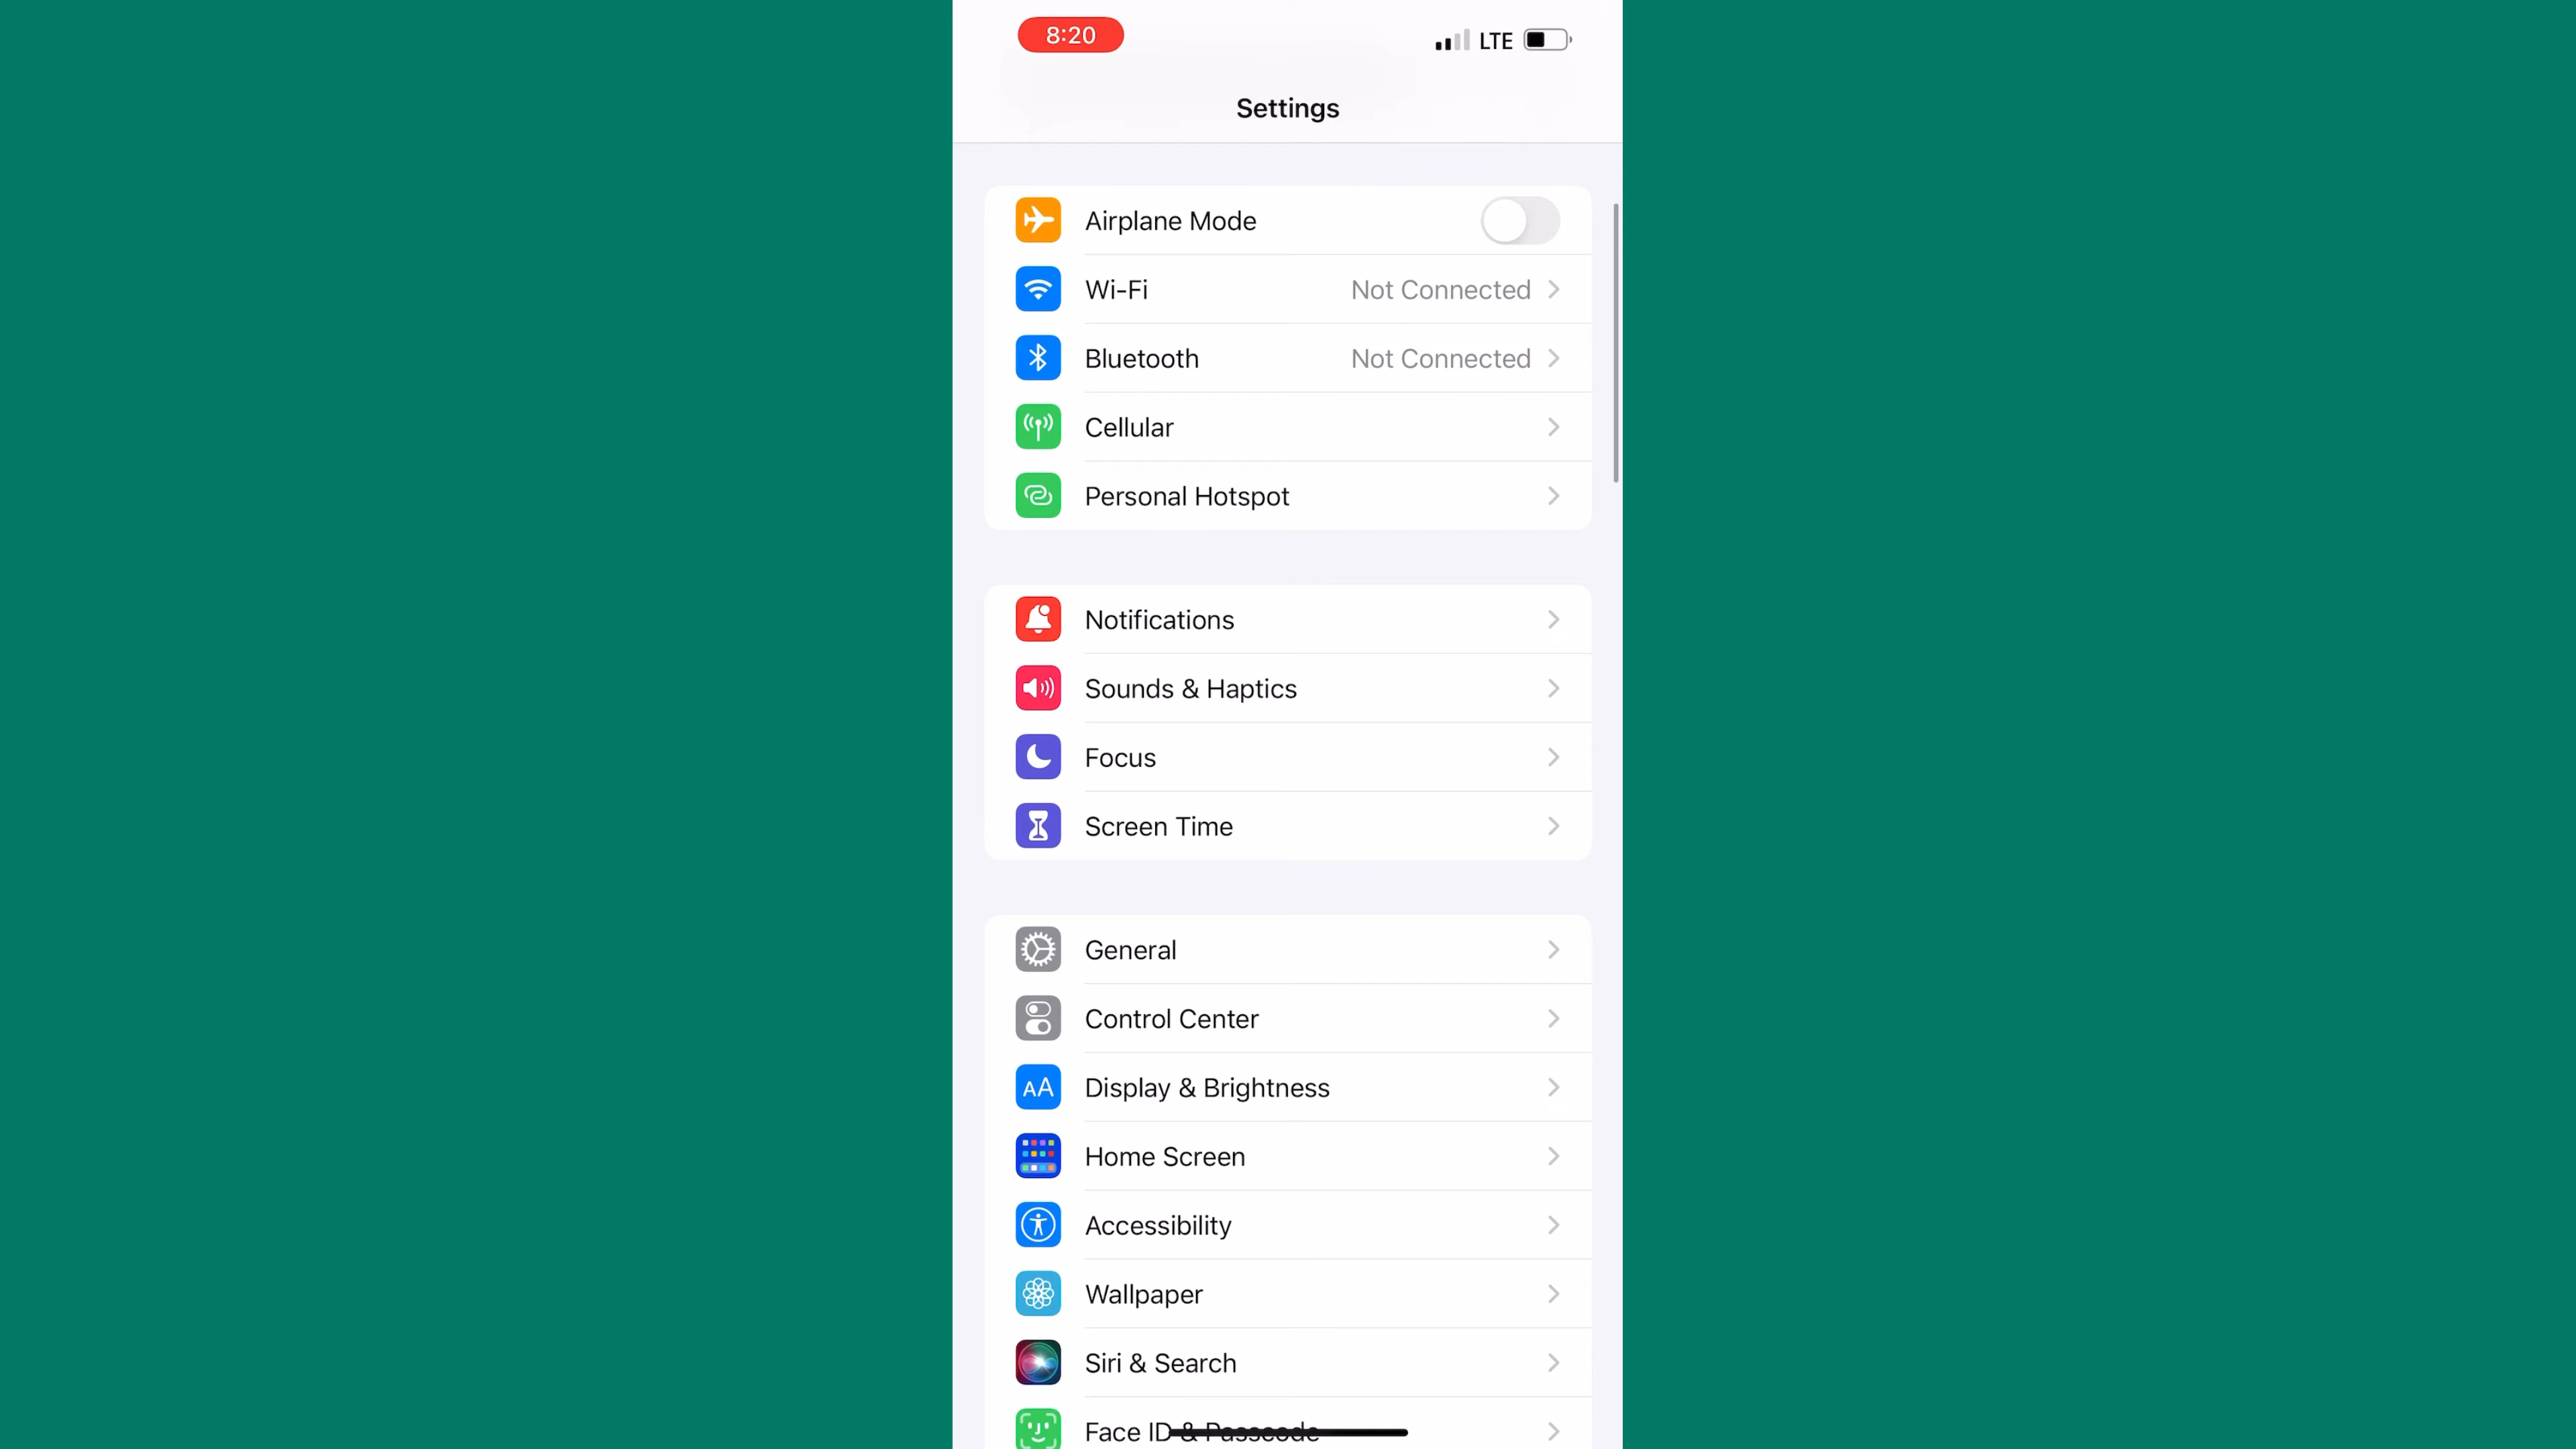 8:20
LTE
Settings
Airplane Mode
Wi-Fi Not Connected
Bluetooth Not Connected
Cellular
Personal Hotspot
Notifications
Sounds & Haptics
Focus
Screen Time
General
Control Center
AA Display & Brightness
Home Screen
Accessibility
Wallpaper
Siri & Search
Face ID & Passcode